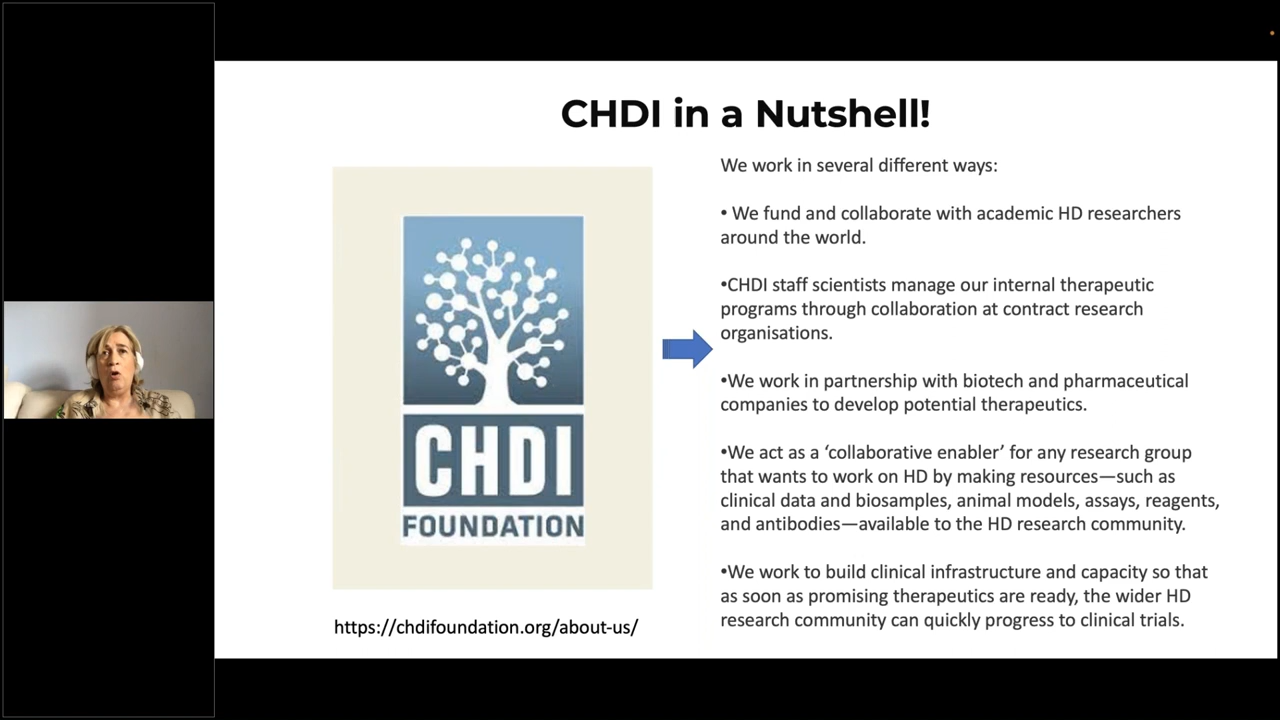 CHDI in a Nutshell!
CHDI
FOUNDATION
https://chdifoundation.org/about-us/
We work in several different ways:
• We fund and collaborate with academic HD researchers
around the world.
•CHDI staff scientists manage our internal therapeutic
programs through collaboration at contract research
organisations.
•We work in partnership with biotech and pharmaceutical
companies to develop potential therapeutics.
•We act as a ‘collaborative enabler’ for any research group
that wants to work on HD by making resources—such as
clinical data and biosamples, animal models, assays, reagents,
and antibodies—available to the HD research community.
•We work to build clinical infrastructure and capacity so that
as soon as promising therapeutics are ready, the wider HD
research community can quickly progress to clinical trials.